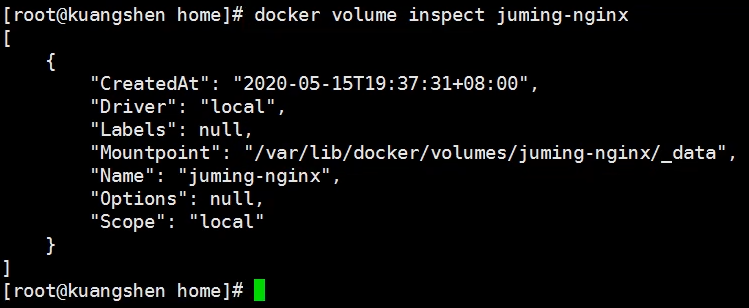 [root@kuangshen home]# docker volume inspect juming-nginx
[
    {
        "CreatedAt": "2020-05-15T19:37:31+08:00",
        "Driver": "local",
        "Labels": null,
        "Mountpoint": "/var/lib/docker/volumes/juming-nginx/_data",
        "Name": "juming-nginx",
        "Options": null,
        "Scope": "local"
    }
]
[root@kuangshen home]#